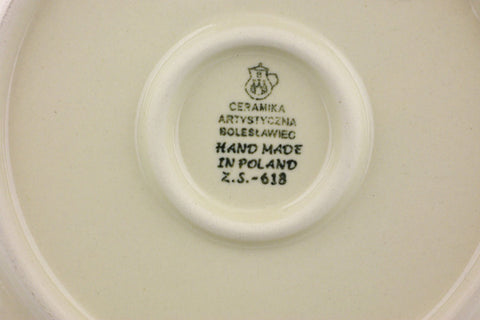 CERAMIKA
ARTYSTYCZNA
BOLESŁAWIEC
HAND MADE
IN POLAND
Z.S.-618